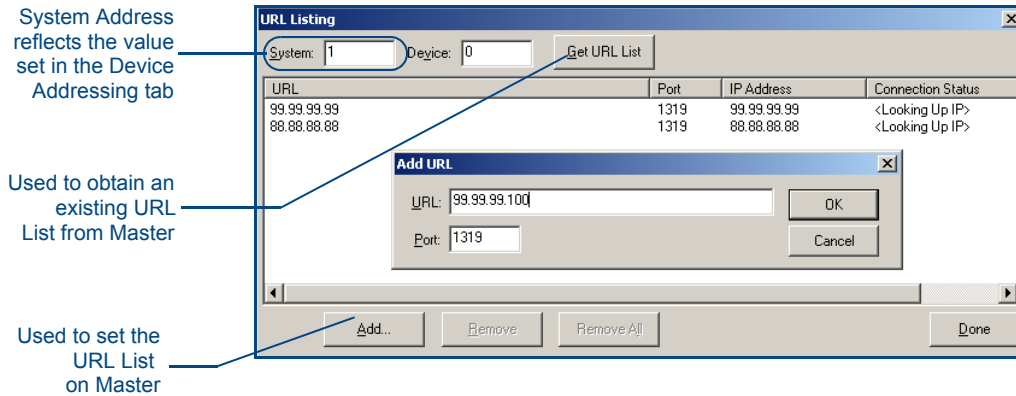 System Address
reflects the value
set in the Device
Addressing tab
Used to obtain an
existing URL
List from Master
Used to set the
URL List
on Master
URL Listing
System: 1 Device: 0 Get URL List
URL Port IP Address Connection Status
99.99.99.99 1319 99.99.99.99 <Looking Up IP>
88.88.88.88 1319 88.88.88.88 <Looking Up IP>
Add URL
URL: 99.99.99.100 OK
Port: 1319 Cancel
Add... Remove Remove All Done